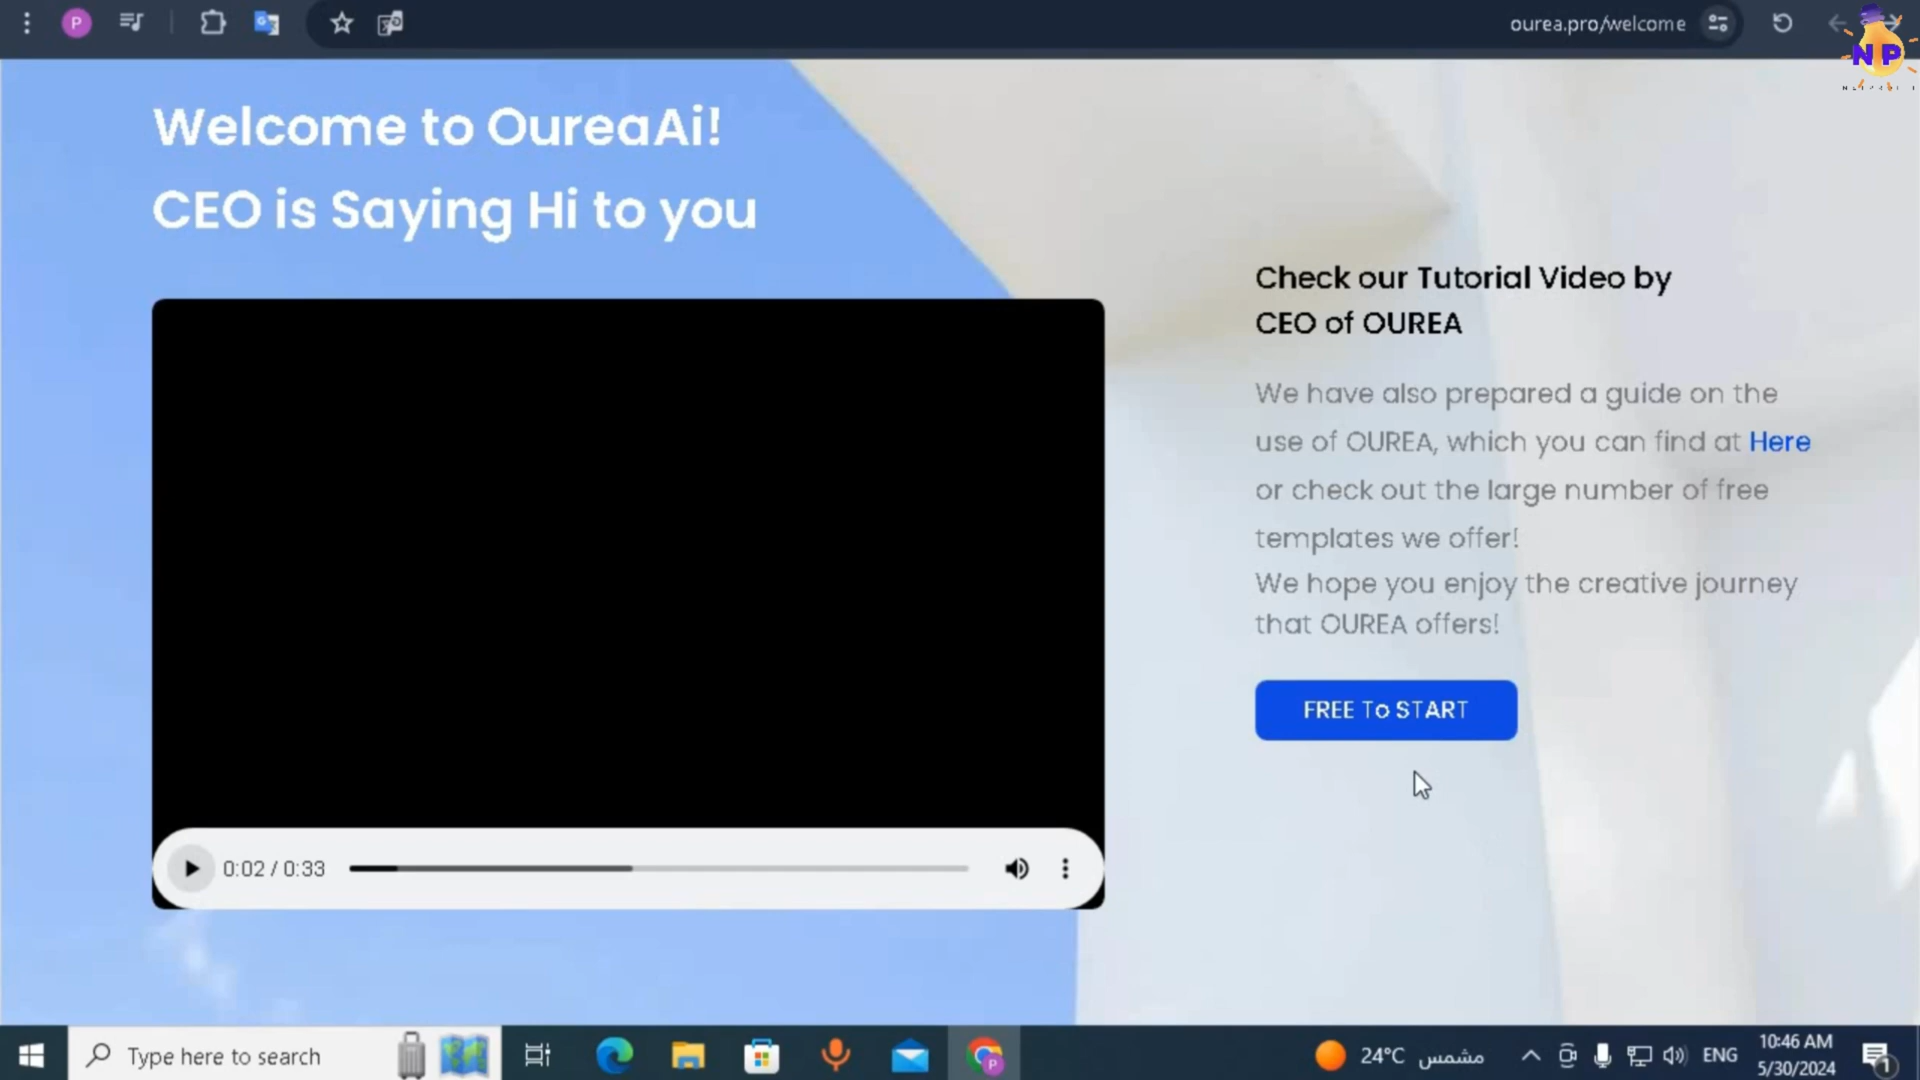 P
ourea.pro/welcome
NP
Welcome to OureaAi!
CEO is Saying Hi to you
Check our Tutorial Video by
CEO of OUREA
We have also prepared a guide on the
use of OUREA, which you can find at Here
or check out the large number of free
templates we offer!
We hope you enjoy the creative journey
that OUREA offers!
FREE To START
0:02 / 0:33
Type here to search
24°C مشمس
ENG
10:46 AM
5/30/2024
1